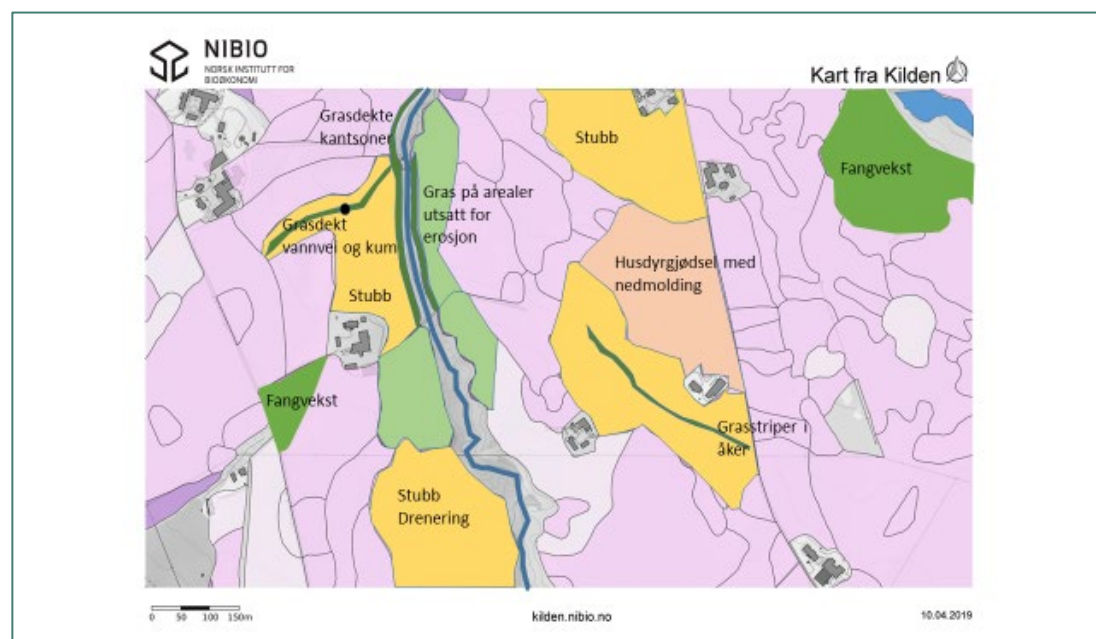 NIBIO
NORSK INSTITUTT FOR
BIOØKONOMI
Kart fra Kilden
Grasdekte
kantsoner
Stubb
Fangvekst
Gras på arealer
utsatt for
erosjon
Grasdekt
vannvei og kum
Husdyrgjødsel med
nedmolding
Stubb
Fangvekst
Grasstriper i
åker
Stubb
Drenering
0 50 100 150m
kilden.nibio.no
10.04.2019